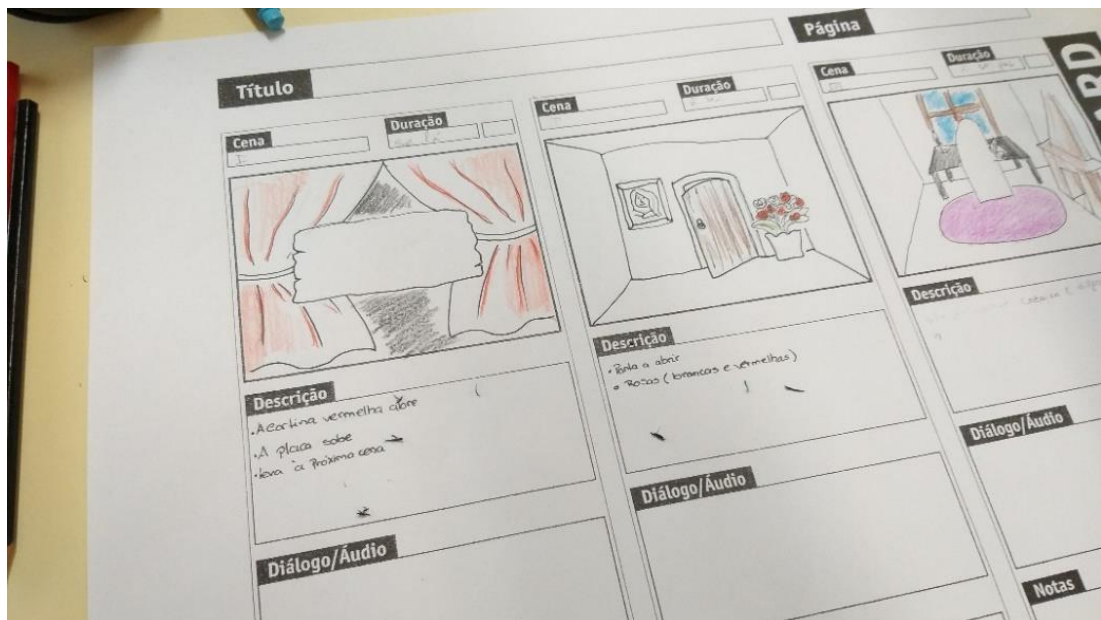 Título
Página
Cena
Duração
Cena
Duração
Cena
Duração
ARD
Descrição
•A cortina vermelha abre
•A placa sobe
•leva à Próxima cena
Descrição
•Porta a abrir
• Rosas (brancas e vermelhas)
Descrição
Diálogo/Áudio
Diálogo/Áudio
Diálogo/Áudio
Notas